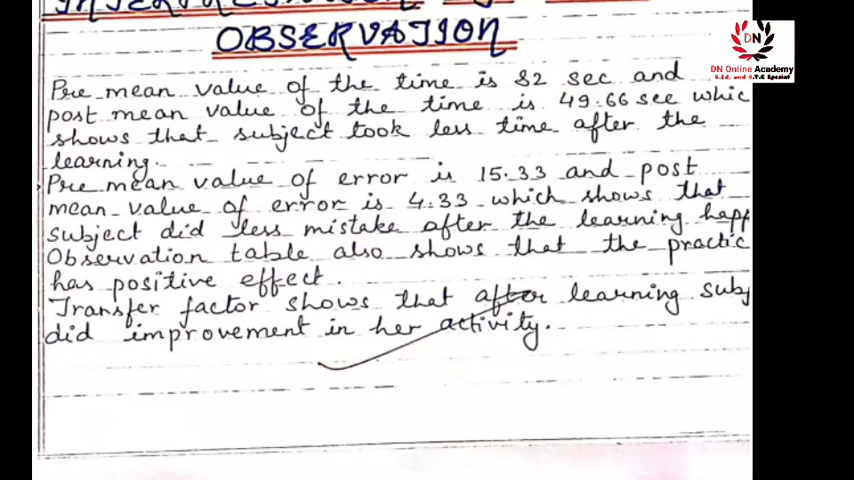 OBSERVATION
DN
DN Online Academy
B.Ed. and B.T.C Special
Pre mean value of the time is 82 sec and
post mean value of the time is 49.66 sec whic
shows that subject took less time after the
learning.
Pre mean value of error is 15.33 and post
mean value of error is 4.33 which shows that
subject did less mistake after the learning happ
Observation table also shows that the practic
has positive effect.
Transfer factor shows that after learning subj
did improvement in her activity.